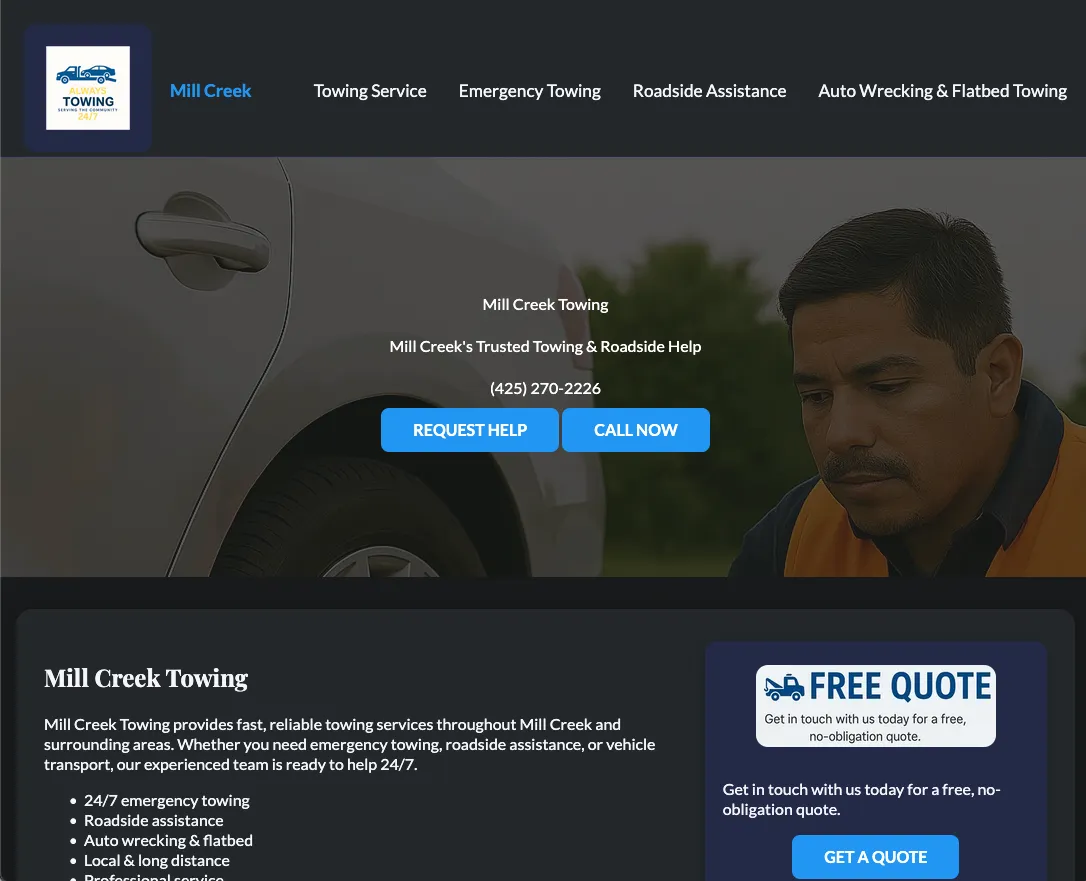 ALWAYS
TOWING
SERVING THE COMMUNITY
24/7
Mill Creek
Towing Service
Emergency Towing
Roadside Assistance
Auto Wrecking & Flatbed Towing
Mill Creek Towing
Mill Creek's Trusted Towing & Roadside Help
(425) 270-2226
REQUEST HELP
CALL NOW
Mill Creek Towing
Mill Creek Towing provides fast, reliable towing services throughout Mill Creek and
surrounding areas. Whether you need emergency towing, roadside assistance, or vehicle
transport, our experienced team is ready to help 24/7.
• 24/7 emergency towing
• Roadside assistance
• Auto wrecking & flatbed
• Local & long distance
• Professional service
FREE QUOTE
Get in touch with us today for a free,
no-obligation quote.
Get in touch with us today for a free, no-
obligation quote.
GET A QUOTE